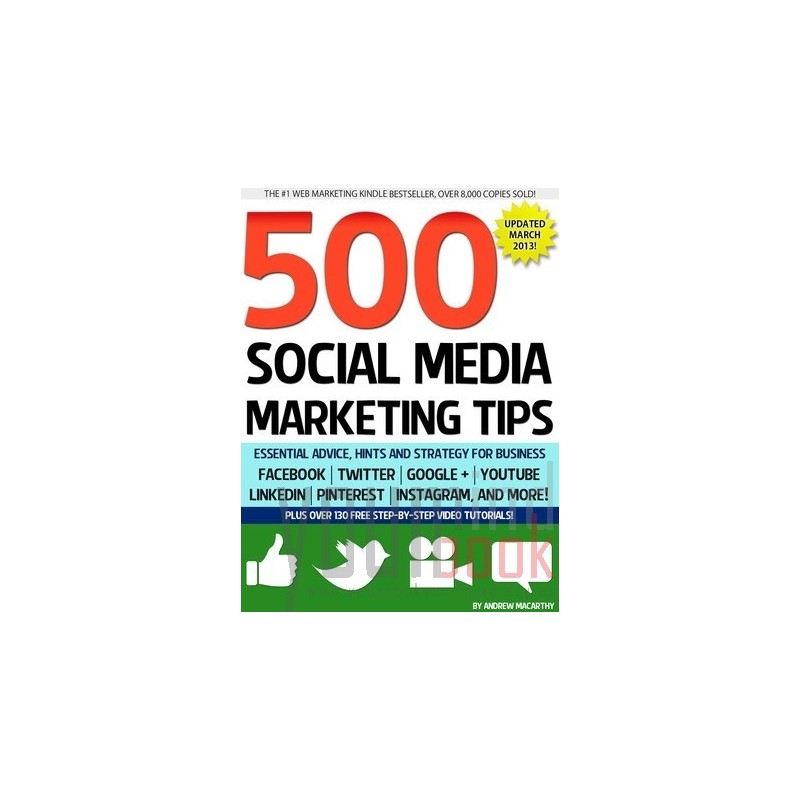 THE #1 WEB MARKETING KINDLE BESTSELLER, OVER 8,000 COPIES SOLD!
500
UPDATED
MARCH
2013!
SOCIAL MEDIA
MARKETING TIPS
ESSENTIAL ADVICE, HINTS AND STRATEGY FOR BUSINESS
FACEBOOK | TWITTER | GOOGLE + | YOUTUBE
LINKEDIN | PINTEREST | INSTAGRAM, AND MORE!
PLUS OVER 130 FREE STEP-BY-STEP VIDEO TUTORIALS!
book
BY ANDREW MACARTHY